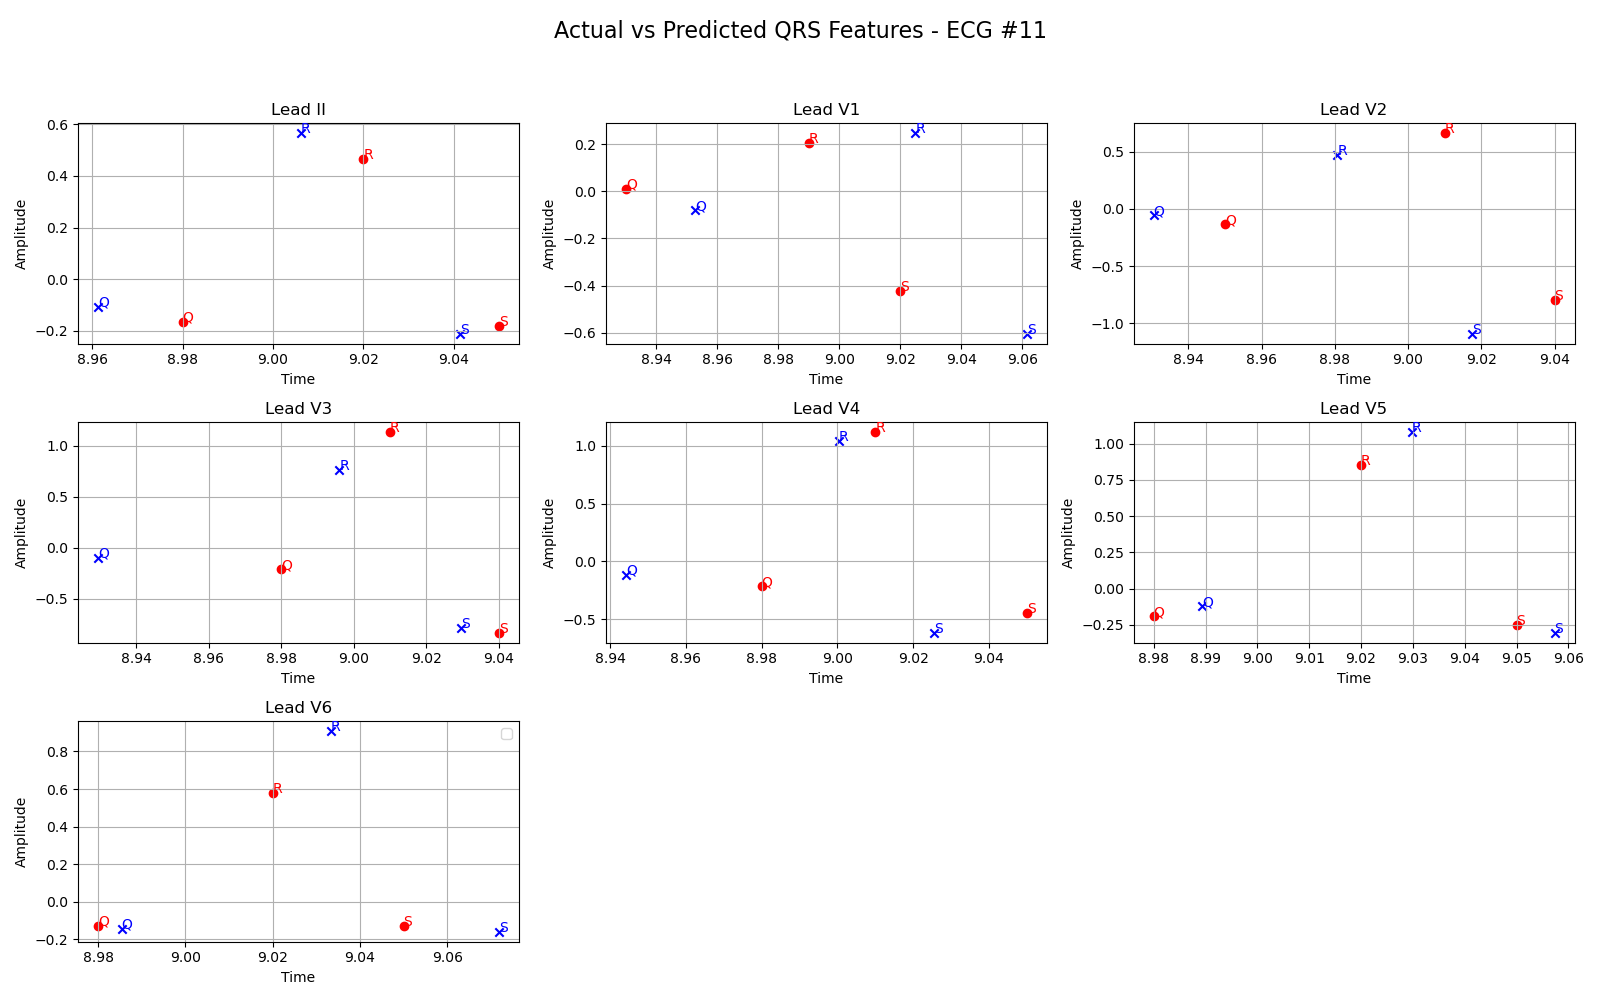 Actual vs Predicted QRS Features - ECG #11
Lead II
Amplitude
0.6
0.4
0.2
0.0
−0.2
R
R
Q
Q
S
S
8.96 8.98 9.00 9.02 9.04
Time
Lead V1
Amplitude
0.2
0.0
−0.2
−0.4
−0.6
R
R
Q
Q
S
S
8.94 8.96 8.98 9.00 9.02 9.04 9.06
Time
Lead V2
Amplitude
0.5
0.0
−0.5
−1.0
R
R
Q
Q
S
S
8.94 8.96 8.98 9.00 9.02 9.04
Time
Lead V3
Amplitude
1.0
0.5
0.0
−0.5
R
R
Q
Q
S
S
8.94 8.96 8.98 9.00 9.02 9.04
Time
Lead V4
Amplitude
1.0
0.5
0.0
−0.5
R
R
Q
Q
S
S
8.94 8.96 8.98 9.00 9.02 9.04
Time
Lead V5
Amplitude
1.00
0.75
0.50
0.25
0.00
−0.25
R
R
Q
Q
S
S
8.98 8.99 9.00 9.01 9.02 9.03 9.04 9.05 9.06
Time
Lead V6
Amplitude
0.8
0.6
0.4
0.2
0.0
−0.2
R
R
Q
Q
S
S
8.98 9.00 9.02 9.04 9.06
Time